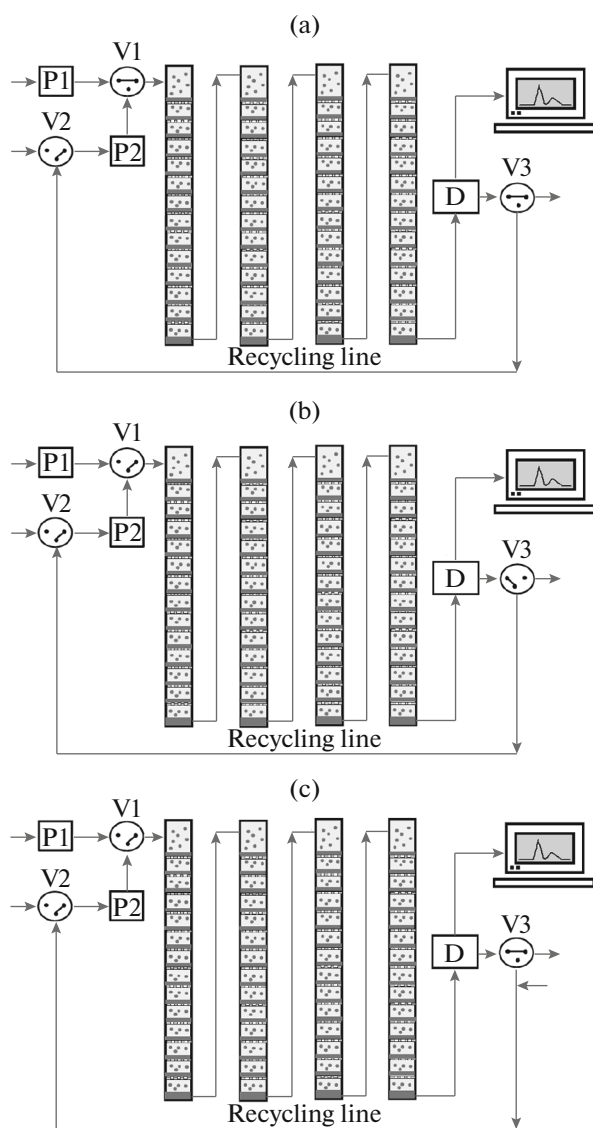 (a)
V1
P1
V2
P2
D
V3
Recycling line
(b)
V1
P1
V2
P2
D
V3
Recycling line
(c)
V1
P1
V2
P2
D
V3
Recycling line